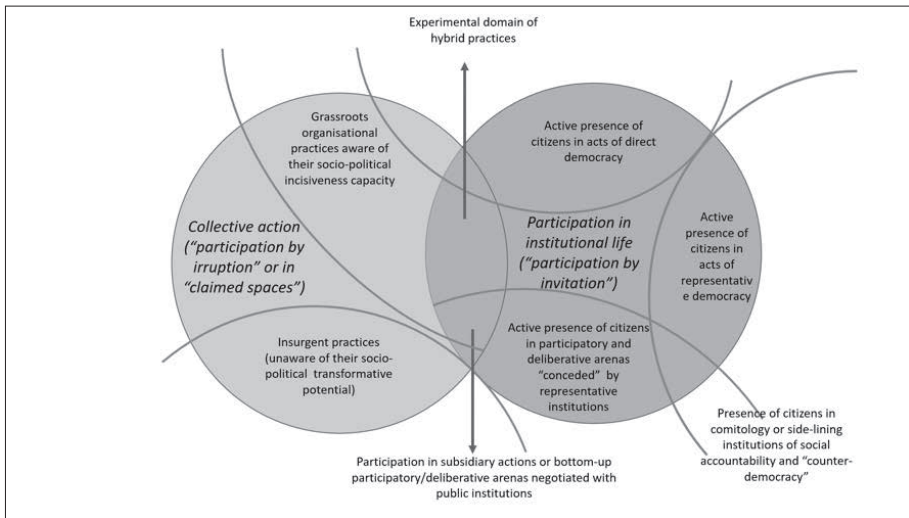 Experimental domain of
hybrid practices
Grassroots
organisational
practices aware of
their socio-political
incisiveness capacity
Active presence of
citizens in acts of direct
democracy
Collective action
(“participation by
irruption” or in
“claimed spaces”)
Participation in
institutional life
(“participation by
invitation”)
Active
presence of
citizens in
acts of
representativ
e democracy
Insurgent practices
(unaware of their socio-
political transformative
potential)
Active presence of citizens
in participatory and
deliberative arenas
“conceded” by
representative
institutions
Presence of citizens in
comitology or side-lining
institutions of social
accountability and “counter-
democracy”
Participation in subsidiary actions or bottom-up
participatory/deliberative arenas negotiated with
public institutions